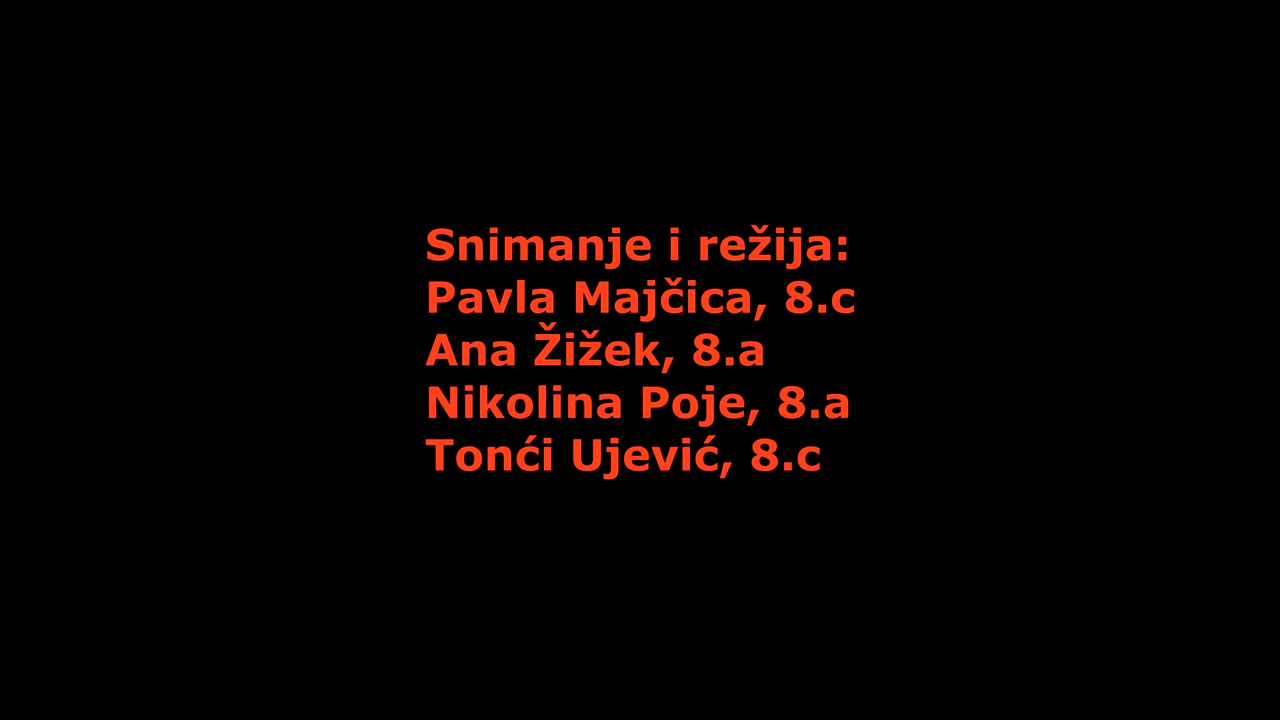 Snimanje i režija:
Pavla Majčica, 8.c
Ana Žižek, 8.a
Nikolina Poje, 8.a
Tonći Ujević, 8.c